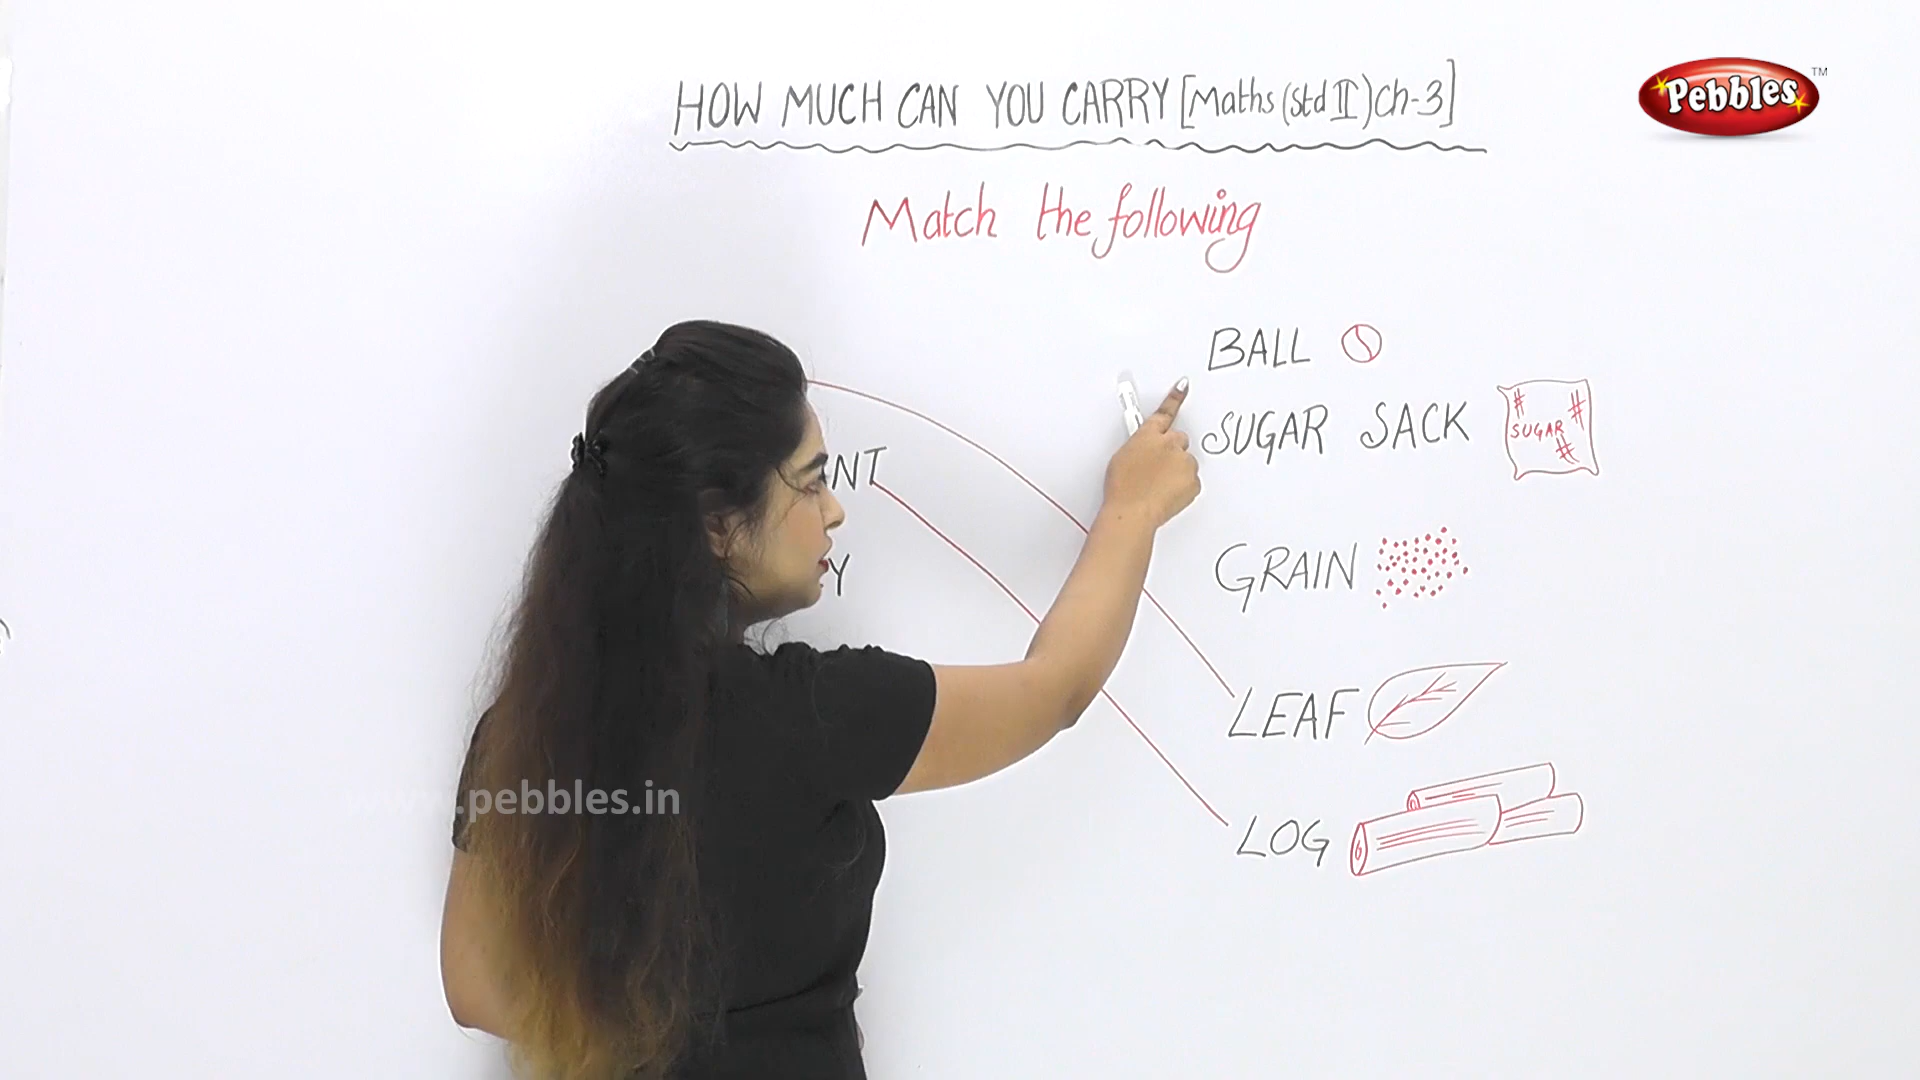 HOW MUCH CAN YOU CARRY [Maths (Std II) Ch-3]
Pebbles TM
Match the following
BALL
SUGAR SACK
SUGAR
NT
GRAIN
Y
LEAF
www.pebbles.in
LOG